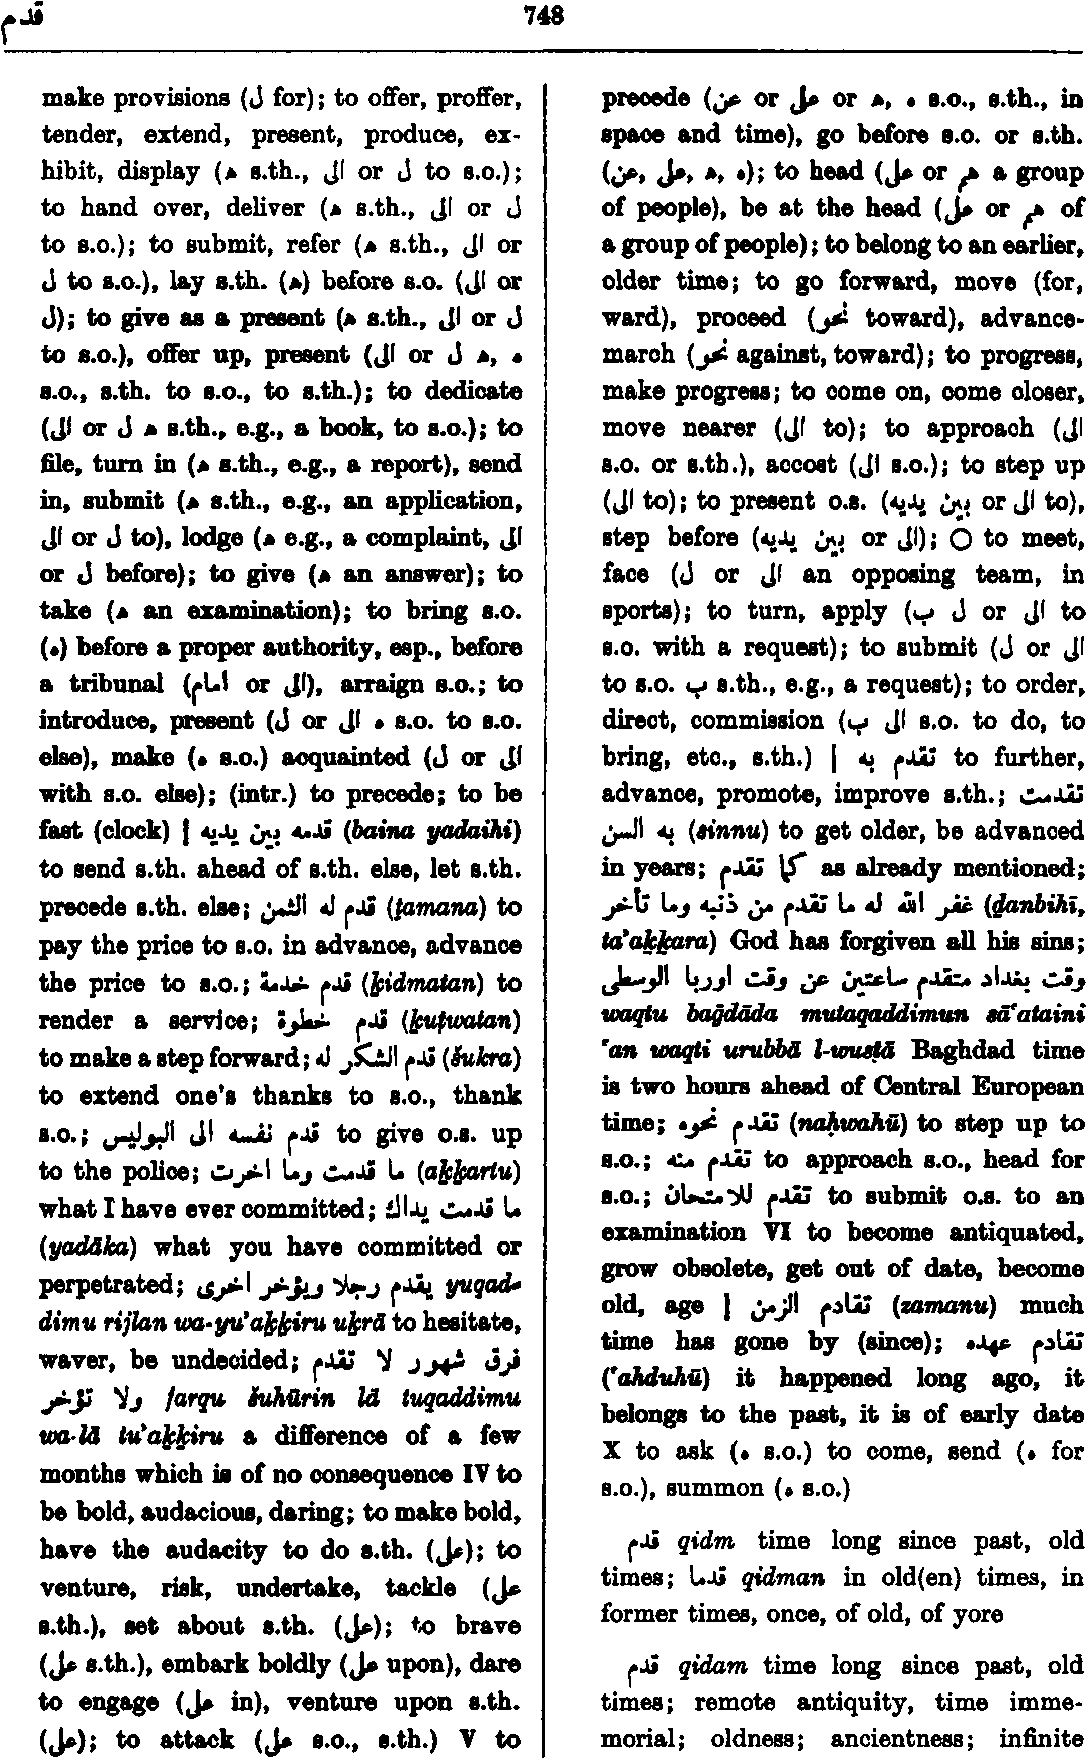 قدم
748
make provisions (ل for); to offer, proffer,
tender, extend, present, produce, ex-
hibit, display (ه s.th., الى or ل to s.o.);
to hand over, deliver (ه s.th., الى or ل
to s.o.); to submit, refer (ه s.th., الى or
ل to s.o.), lay s.th. (ه) before s.o. (الى or
ل); to give as a present (ه s.th., الى or ل
to s.o.), offer up, present (الى or ل ه, ه
s.o., s.th. to s.o., to s.th.); to dedicate
(الى or ل ه s.th., e.g., a book, to s.o.); to
file, turn in (ه s.th., e.g., a report), send
in, submit (ه s.th., e.g., an application,
الى or ل to), lodge (ه e.g., a complaint, الى
or ل before); to give (ه an answer); to
take (ه an examination); to bring s.o.
(ه) before a proper authority, esp., before
a tribunal (امام or الى), arraign s.o.; to
introduce, present (ل or الى ه s.o. to s.o.
else), make (ه s.o.) acquainted (ل or الى
with s.o. else); (intr.) to precede; to be
fast (clock) | قدمه بين يديه (baina yadaihi)
to send s.th. ahead of s.th. else, let s.th.
precede s.th. else; قدم له الثمن (ṯamana) to
pay the price to s.o. in advance, advance
the price to s.o.; قدم خدمة (ḵidmatan) to
render a service; قدم خطوة (ḵuṭwatan)
to make a step forward; قدم الشكر له (šukra)
to extend one's thanks to s.o., thank
s.o.; قدم نفسه الى البوليس to give o.s. up
to the police; ما قدمت وما اخرت (aḵḵartu)
what I have ever committed; ما قدمت يداك
(yadāka) what you have committed or
perpetrated; يقدم رجلا ويؤخر اخرى yuqad-
dimu rijlan wa-yu'aḵḵiru uḵrā to hesitate,
waver, be undecided; فرق شهور لا تقدم
ولا تؤخر farqu šuhūrin lā tuqaddimu
wa-lā tu'aḵḵiru a difference of a few
months which is of no consequence IV to
be bold, audacious, daring; to make bold,
have the audacity to do s.th. (على); to
venture, risk, undertake, tackle (على
s.th.), set about s.th. (على); to brave
(على s.th.), embark boldly (على upon), dare
to engage (على in), venture upon s.th.
(على); to attack (على s.o., s.th.) V to
precede (عن or على or ه, ه s.o., s.th., in
space and time), go before s.o. or s.th.
(عن, على, ه, ه); to head (على or هم a group
of people), be at the head (على or هم of
a group of people); to belong to an earlier,
older time; to go forward, move (for,
ward), proceed (نحو toward), advance-
march (نحو against, toward); to progress,
make progress; to come on, come closer,
move nearer (الى to); to approach (الى
s.o. or s.th.), accost (الى s.o.); to step up
(الى to); to present o.s. (بين يديه or الى to),
step before (بين يديه or الى); ○ to meet,
face (ل or الى an opposing team, in
sports); to turn, apply (ل ب or الى to
s.o. with a request); to submit (ل or الى
to s.o. ب s.th., e.g., a request); to order,
direct, commission (الى ب s.o. to do, to
bring, etc., s.th.) | تقدم به to further,
advance, promote, improve s.th.; تقدمت
به السن (sinnu) to get older, be advanced
in years; كما تقدم as already mentioned;
غفر الله له ما تقدم من ذنبه وما تأخر (ḏanbihī,
ta'aḵḵara) God has forgiven all his sins;
وقت بغداد متقدم ساعتين عن وقت اوربا الوسطى
waqtu baḡdāda mutaqaddimun sā‘ataini
‘an waqti urubbā l-wusṭā Baghdad time
is two hours ahead of Central European
time; تقدم نحوه (naḥwahū) to step up to
s.o.; تقدم منه to approach s.o., head for
s.o.; تقدم للامتحان to submit o.s. to an
examination VI to become antiquated,
grow obsolete, get out of date, become
old, age | تقادم الزمن (zamanu) much
time has gone by (since); تقادم عهده
(‘ahduhū) it happened long ago, it
belongs to the past, it is of early date
X to ask (ه s.o.) to come, send (ه for
s.o.), summon (ه s.o.)
قدم qidm time long since past, old
times; قدما qidman in old(en) times, in
former times, once, of old, of yore
قدم qidam time long since past, old
times; remote antiquity, time imme-
morial; oldness; ancientness; infinite